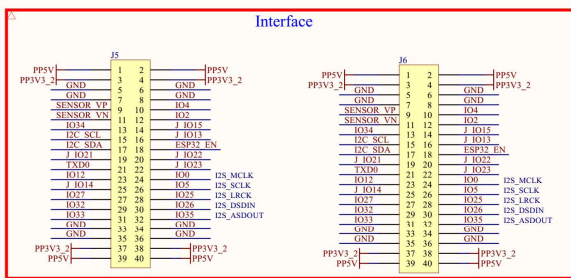 Interface
J5
PP5V 1 2 PP5V
PP3V3_2 3 4 PP3V3_2
GND 5 6 GND
GND 7 8 GND
SENSOR_VP 9 10 IO4
SENSOR_VN 11 12 IO2
IO34 13 14 J_IO15
I2C_SCL 15 16 J_IO13
I2C_SDA 17 18 ESP32_EN
J_IO21 19 20 J_IO22
TXD0 21 22 J_IO23
IO12 23 24 IO0 I2S_MCLK
J_IO14 25 26 IO5 I2S_SCLK
IO27 27 28 IO25 I2S_LRCK
IO32 29 30 IO26 I2S_DSDIN
IO33 31 32 IO35 I2S_ASDOUT
GND 33 34 GND
GND 35 36 GND
PP3V3_2 37 38 PP3V3_2
PP5V 39 40 PP5V
J6
PP5V 1 2 PP5V
PP3V3_2 3 4 PP3V3_2
GND 5 6 GND
GND 7 8 GND
SENSOR_VP 9 10 IO4
SENSOR_VN 11 12 IO2
IO34 13 14 J_IO15
I2C_SCL 15 16 J_IO13
I2C_SDA 17 18 ESP32_EN
J_IO21 19 20 J_IO22
TXD0 21 22 J_IO23
IO12 23 24 IO0 I2S_MCLK
J_IO14 25 26 IO5 I2S_SCLK
IO27 27 28 IO25 I2S_LRCK
IO32 29 30 IO26 I2S_DSDIN
IO33 31 32 IO35 I2S_ASDOUT
GND 33 34 GND
GND 35 36 GND
PP3V3_2 37 38 PP3V3_2
PP5V 39 40 PP5V